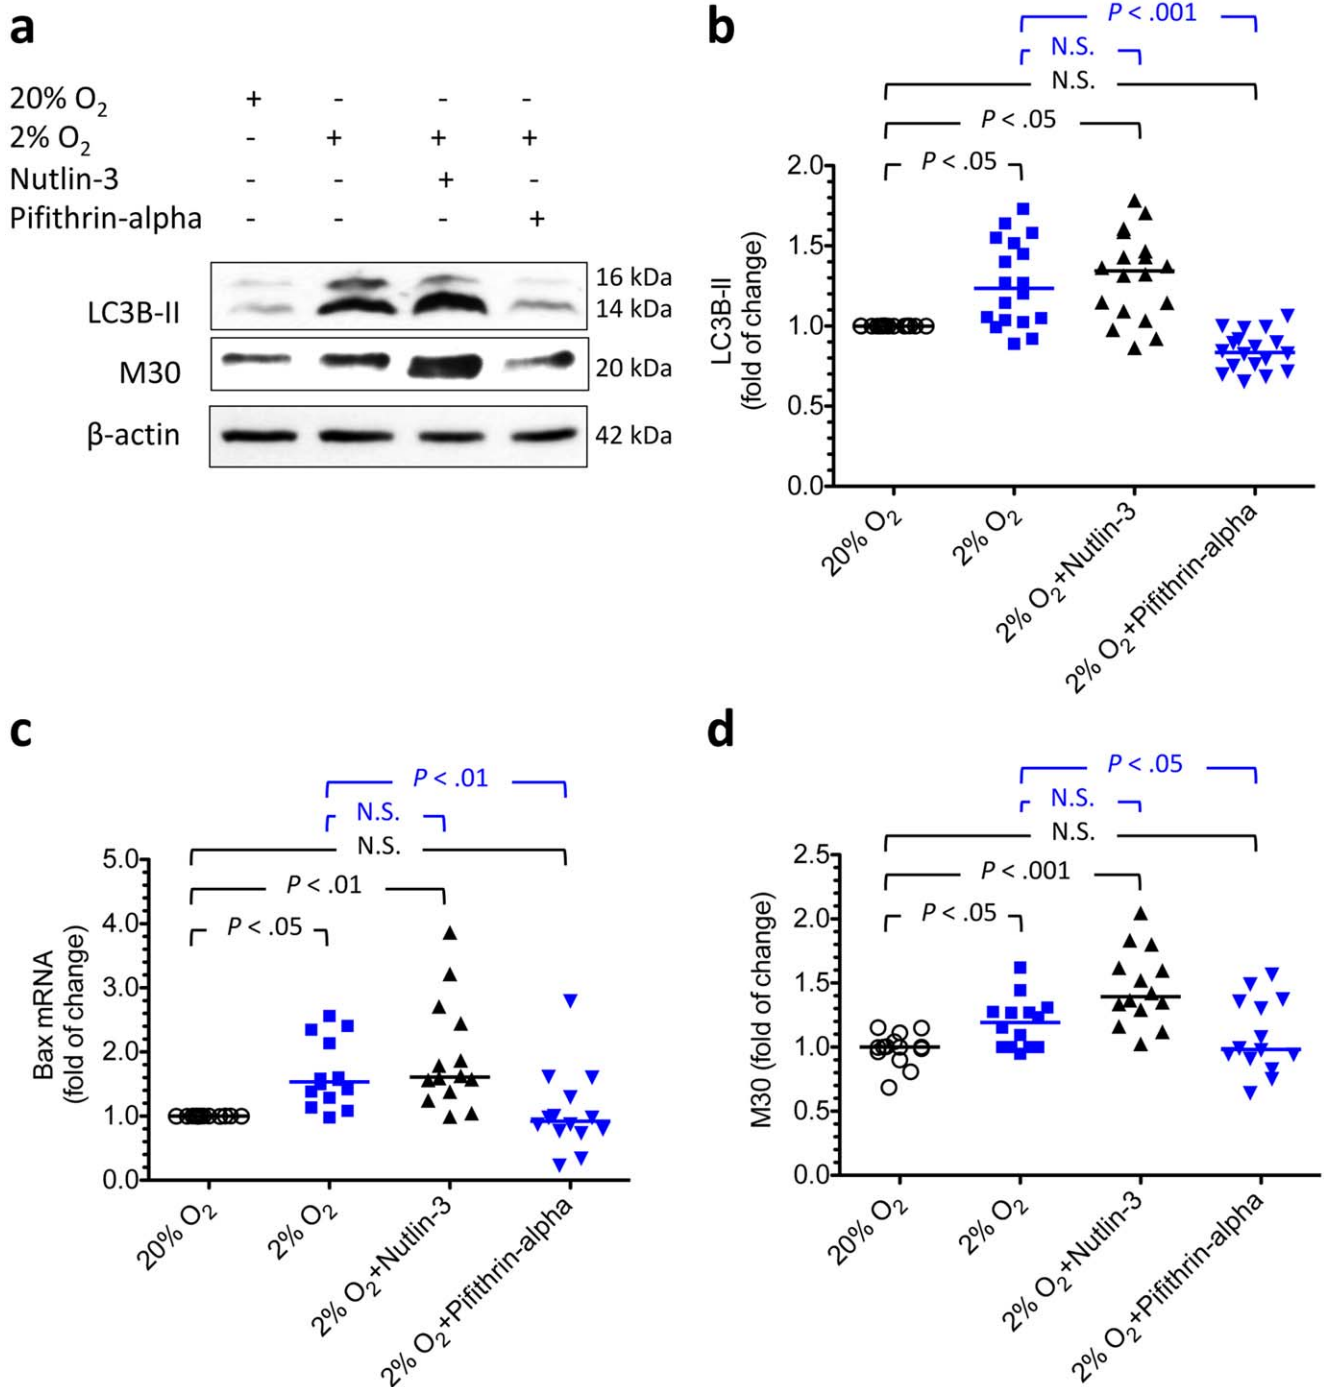 a
20% O₂ + - - -
2% O₂ - + + +
Nutlin-3 - - + -
Pifithrin-alpha - - - +
LC3B-II
16 kDa
14 kDa
M30
20 kDa
β-actin
42 kDa
b
P < .001
N.S.
N.S.
P < .05
P < .05
LC3B-II
(fold of change)
2.0
1.5
1.0
0.5
0.0
20% O₂
2% O₂
2% O₂+Nutlin-3
2% O₂+Pifithrin-alpha
c
P < .01
N.S.
N.S.
P < .01
P < .05
Bax mRNA
(fold of change)
5.0
4.0
3.0
2.0
1.0
0.0
20% O₂
2% O₂
2% O₂+Nutlin-3
2% O₂+Pifithrin-alpha
d
P < .05
N.S.
N.S.
P < .001
P < .05
M30 (fold of change)
2.5
2.0
1.5
1.0
0.5
0.0
20% O₂
2% O₂
2% O₂+Nutlin-3
2% O₂+Pifithrin-alpha